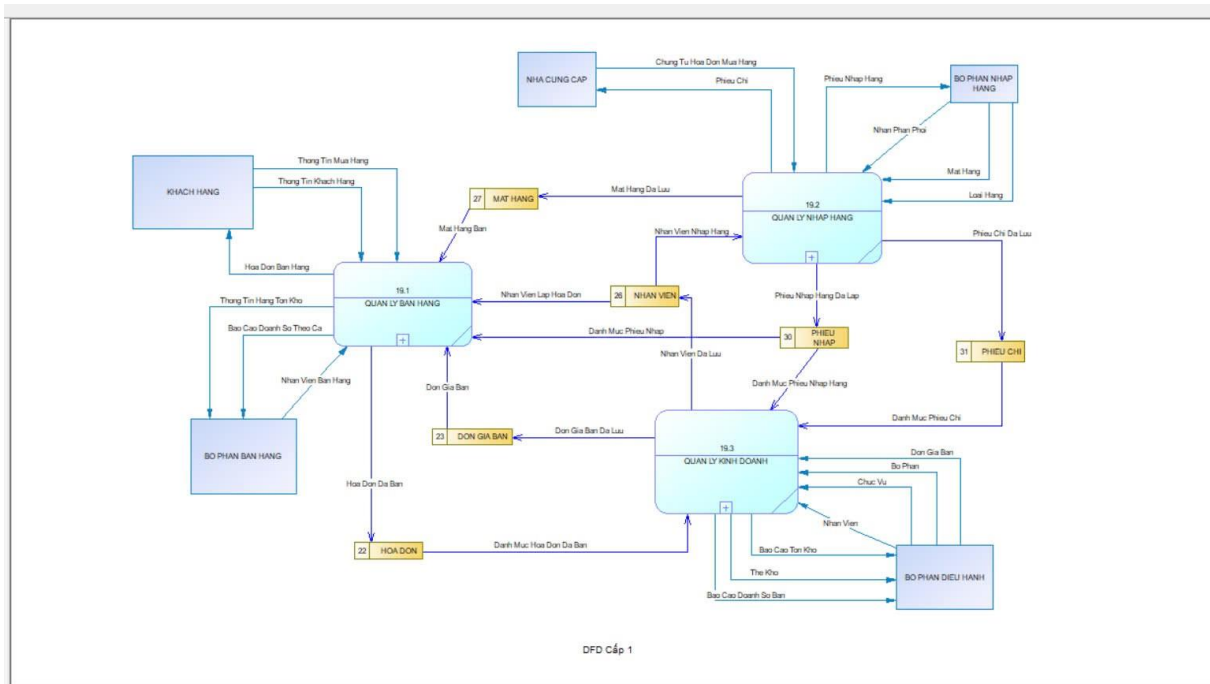 Chung Tu Hoa Don Mua Hang
NHA CUNG CAP
Phieu Chi
Phieu Nhap Hang
BO PHAN NHAP
HANG
Nhan Phan Phoi
Mat Hang
Loai Hang
Thong Tin Mua Hang
KHACH HANG
Thong Tin Khach Hang
Hoa Don Ban Hang
27 MAT HANG
Mat Hang Da Luu
Mat Hang Ban
19.2
QUAN LY NHAP HANG
Nhan Vien Nhap Hang
Phieu Chi Da Luu
19.1
QUAN LY BAN HANG
Thong Tin Hang Ton Kho
Bao Cao Doanh So Theo Ca
Nhan Vien Ban Hang
Nhan Vien Lap Hoa Don
26 NHAN VIEN
Phieu Nhap Hang Da Lap
Danh Muc Phieu Nhap
30 PHIEU
NHAP
31 PHIEU CHI
Nhan Vien Da Luu
Don Gia Ban
Danh Muc Phieu Nhap Hang
Danh Muc Phieu Chi
BO PHAN BAN HANG
23 DON GIA BAN
Don Gia Ban Da Luu
19.3
QUAN LY KINH DOANH
Don Gia Ban
Bo Phan
Chuc Vu
Nhan Vien
Hoa Don Da Ban
22 HOA DON
Danh Muc Hoa Don Da Ban
Bao Cao Ton Kho
The Kho
Bao Cao Doanh So Ban
BO PHAN DIEU HANH
DFD Cấp 1